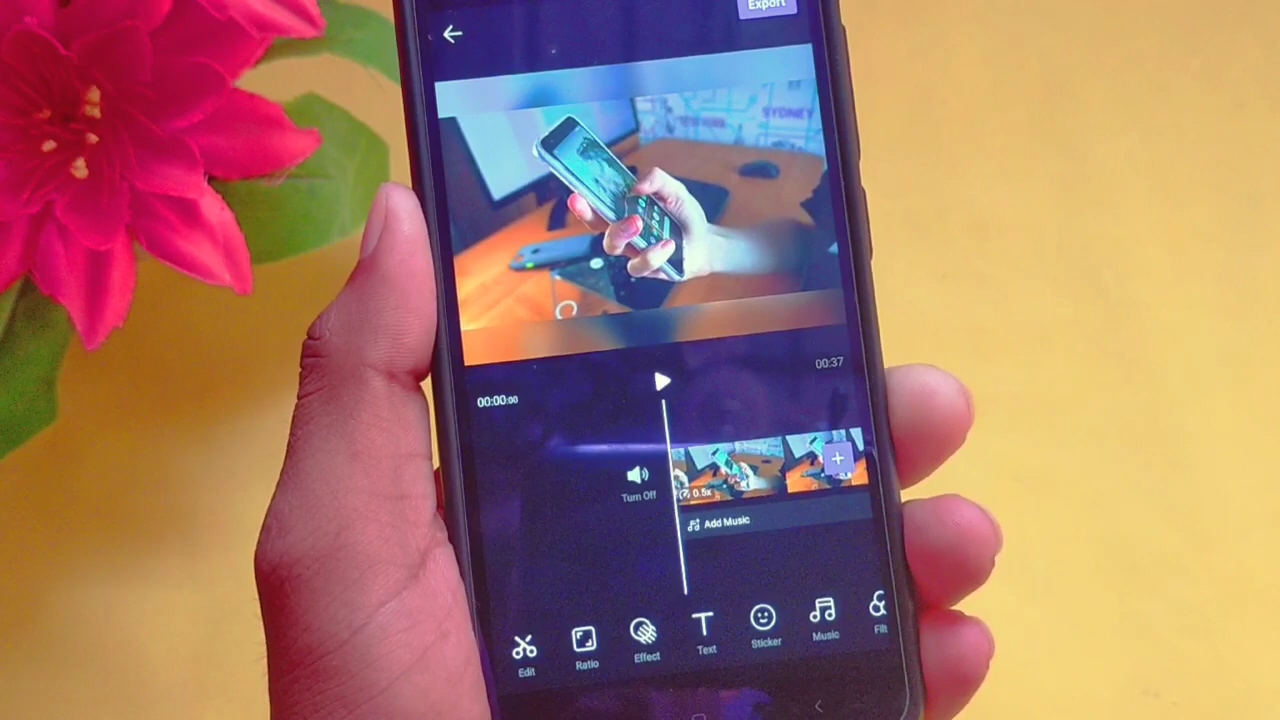 Export
SYDNEY
00:37
00:00:00
Turn Off
0.5x
Add Music
Edit
Ratio
Effect
Text
Sticker
Music
Filt